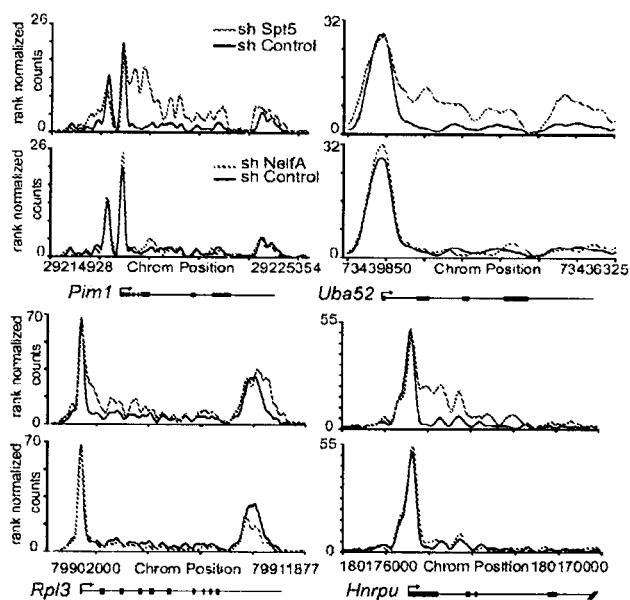 26
rank normalized
counts
0
sh Spt5
sh Control
32
0
26
rank normalized
counts
0
sh NelfA
sh Control
32
0
29214928 Chrom Position 29225354
73439850 Chrom Position 73436325
Pim1
Uba52
70
rank normalized
counts
0
55
0
70
rank normalized
counts
0
55
0
79902000 Chrom Position 79911877
180176000 Chrom Position 180170000
Rpl3
Hnrpu